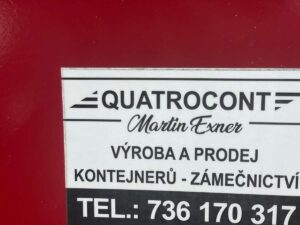 QUATROCONT
Martin Exner
VÝROBA A PRODEJ
KONTEJNERŮ - ZÁMEČNICTVÍ
TEL.: 736 170 317